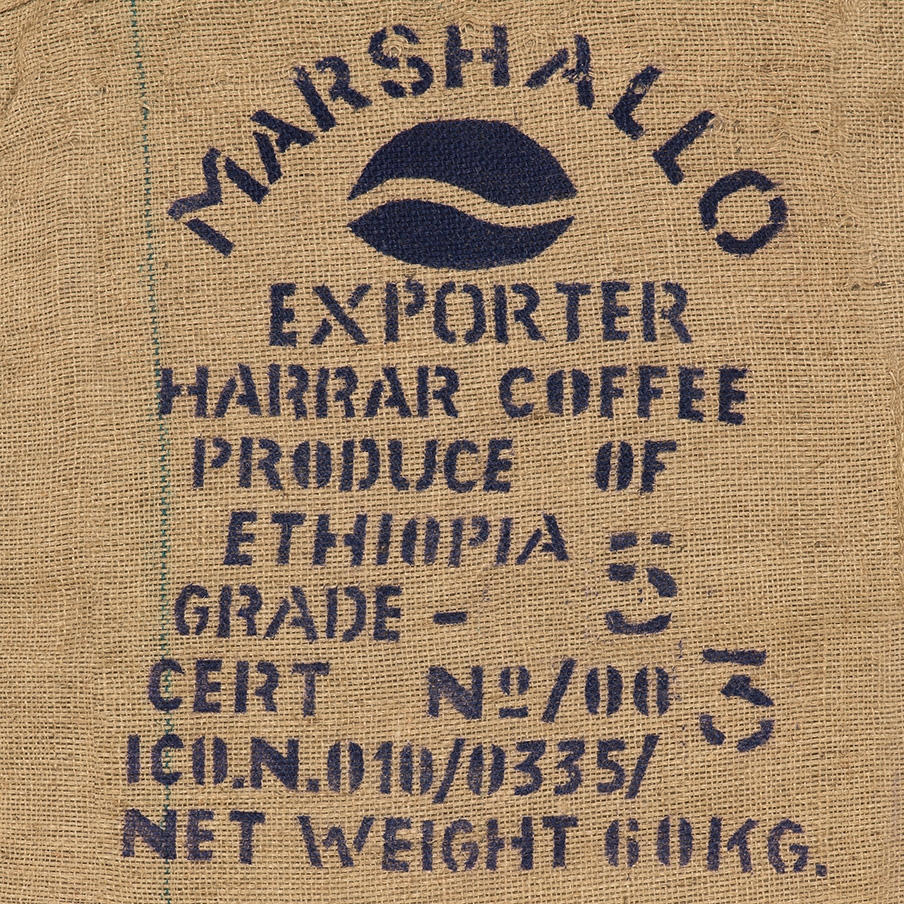 MARSHALLO
EXPORTER
HARRAR COFFEE
PRODUCE OF
ETHIOPIA
GRADE - 5
CERT Nº/00 3
ICO.N.010/0335/
NET WEIGHT 60KG.